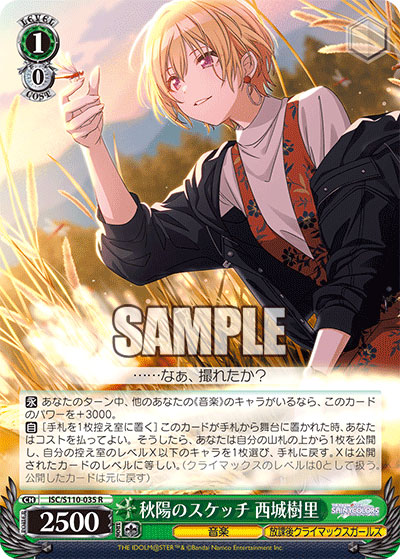 LEVEL
1
0
COST
SAMPLE
……なぁ、撮れたか?
永 あなたのターン中、他のあなたの《音楽》のキャラがいるなら、このカード
のパワーを+3000。
自 [手札を1枚控え室に置く] このカードが手札から舞台に置かれた時、あなた
はコストを払ってよい。そうしたら、あなたは自分の山札の上から1枚を公開
し、自分の控え室のレベルX以下のキャラを1枚選び、手札に戻す。Xは公開
されたカードのレベルに等しい。(クライマックスのレベルは0として扱う。
公開したカードは元に戻す)
CH ISC/S110-035 R
2500
秋陽のスケッチ 西城樹里
THE IDOLM@STER SHINYCOLORS
THE IDOLM@STER™& ©Bandai Namco Entertainment Inc.
音楽
放課後クライマックスガールズ